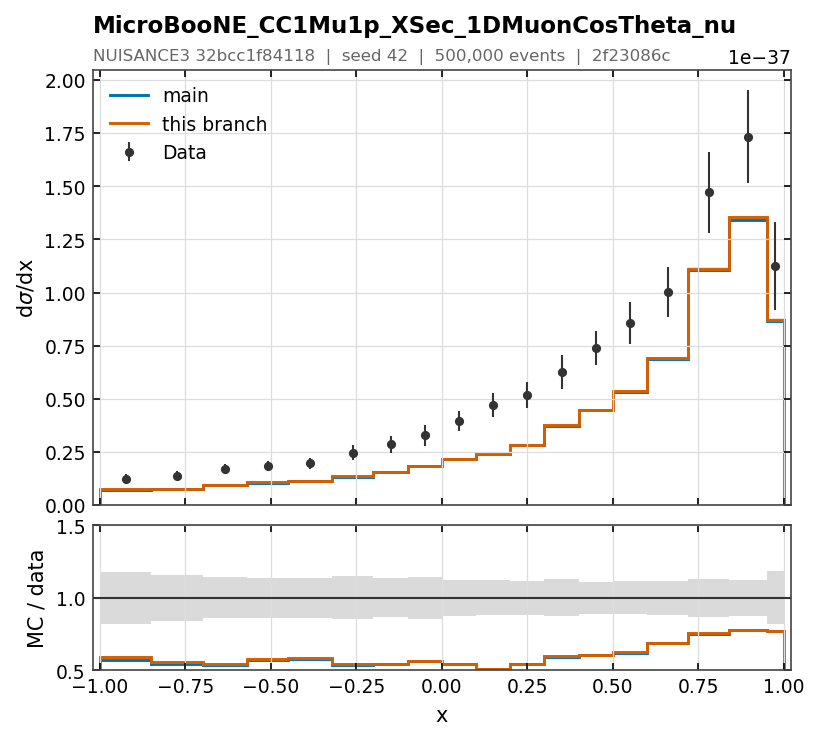 MicroBooNE_CC1Mu1p_XSec_1DMuonCosTheta_nu
NUISANCE3 32bcc1f84118 | seed 42 | 500,000 events | 2f23086c
1e−37
main
this branch
Data
dσ/dx
2.00
1.75
1.50
1.25
1.00
0.75
0.50
0.25
0.00
MC / data
1.5
1.0
0.5
−1.00 −0.75 −0.50 −0.25 0.00 0.25 0.50 0.75 1.00
x